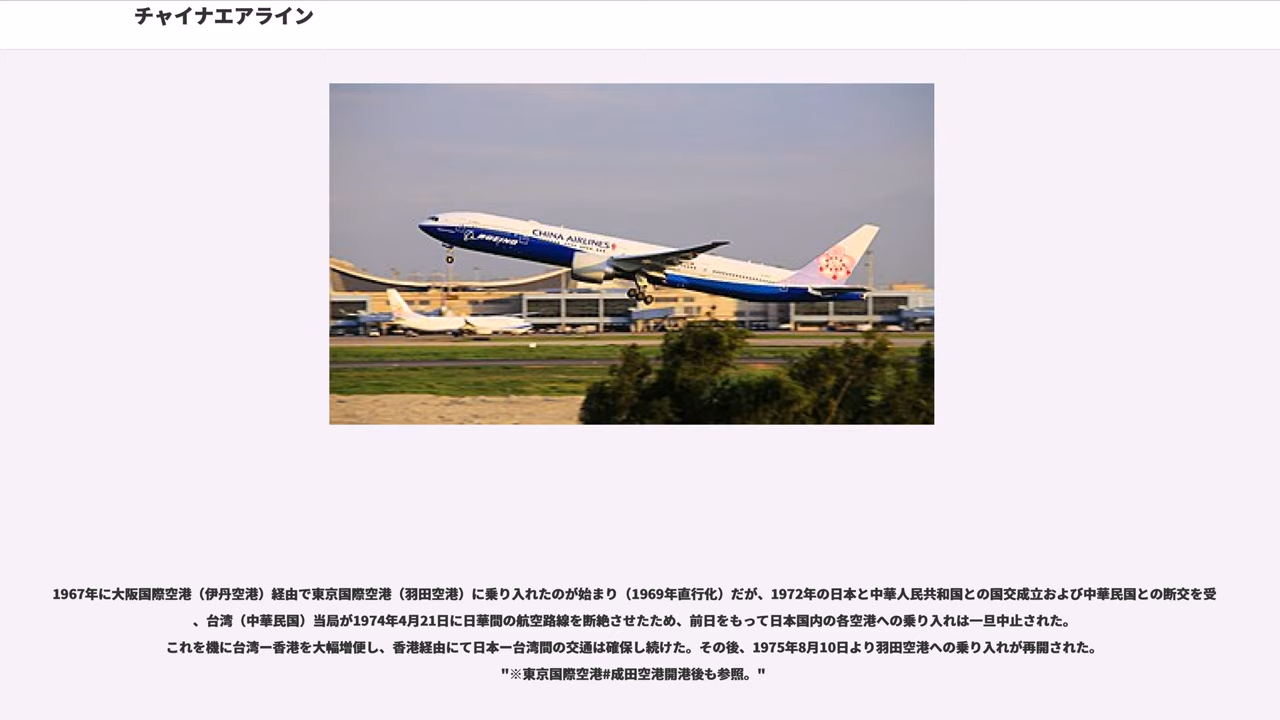 チャイナエアライン
CHINA AIRLINES
BOEING
1967年に大阪国際空港（伊丹空港）経由で東京国際空港（羽田空港）に乗り入れたのが始まり（1969年直行化）だが、1972年の日本と中華人民共和国との国交成立および中華民国との断交を受
、台湾（中華民国）当局が1974年4月21日に日華間の航空路線を断絶させたため、前日をもって日本国内の各空港への乗り入れは一旦中止された。
これを機に台湾ー香港を大幅増便し、香港経由にて日本ー台湾間の交通は確保し続けた。その後、1975年8月10日より羽田空港への乗り入れが再開された。
"※東京国際空港#成田空港開港後も参照。"